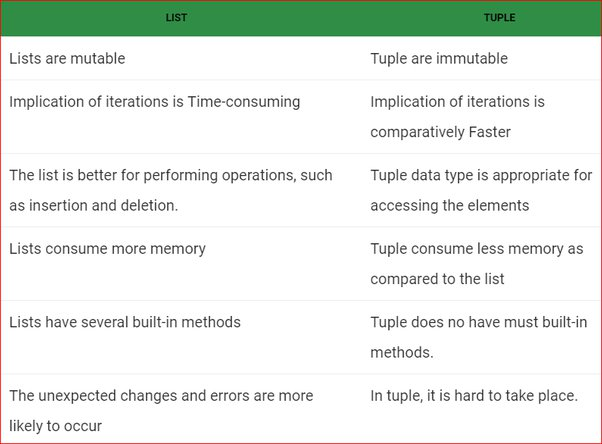 LIST TUPLE
Lists are mutable Tuple are immutable
Implication of iterations is Time-consuming Implication of iterations is
comparatively Faster
The list is better for performing operations, such Tuple data type is appropriate for
as insertion and deletion. accessing the elements
Lists consume more memory Tuple consume less memory as
compared to the list
Lists have several built-in methods Tuple does no have must built-in
methods.
The unexpected changes and errors are more In tuple, it is hard to take place.
likely to occur